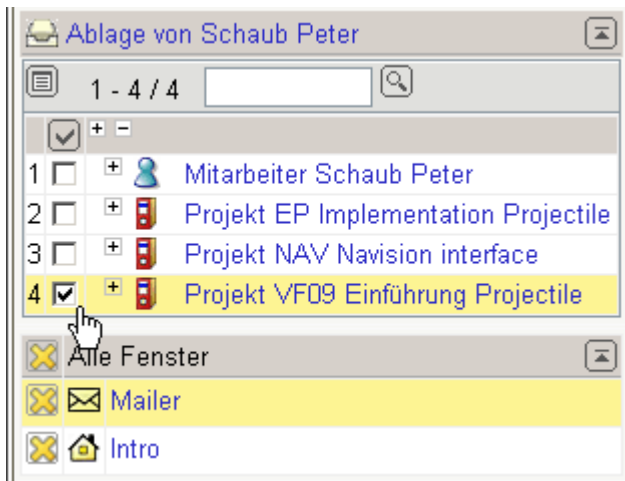 Ablage von Schaub Peter
1 - 4 / 4
1 Mitarbeiter Schaub Peter
2 Projekt EP Implementation Projectile
3 Projekt NAV Navision interface
4 Projekt VF09 Einführung Projectile
Alle Fenster
Mailer
Intro